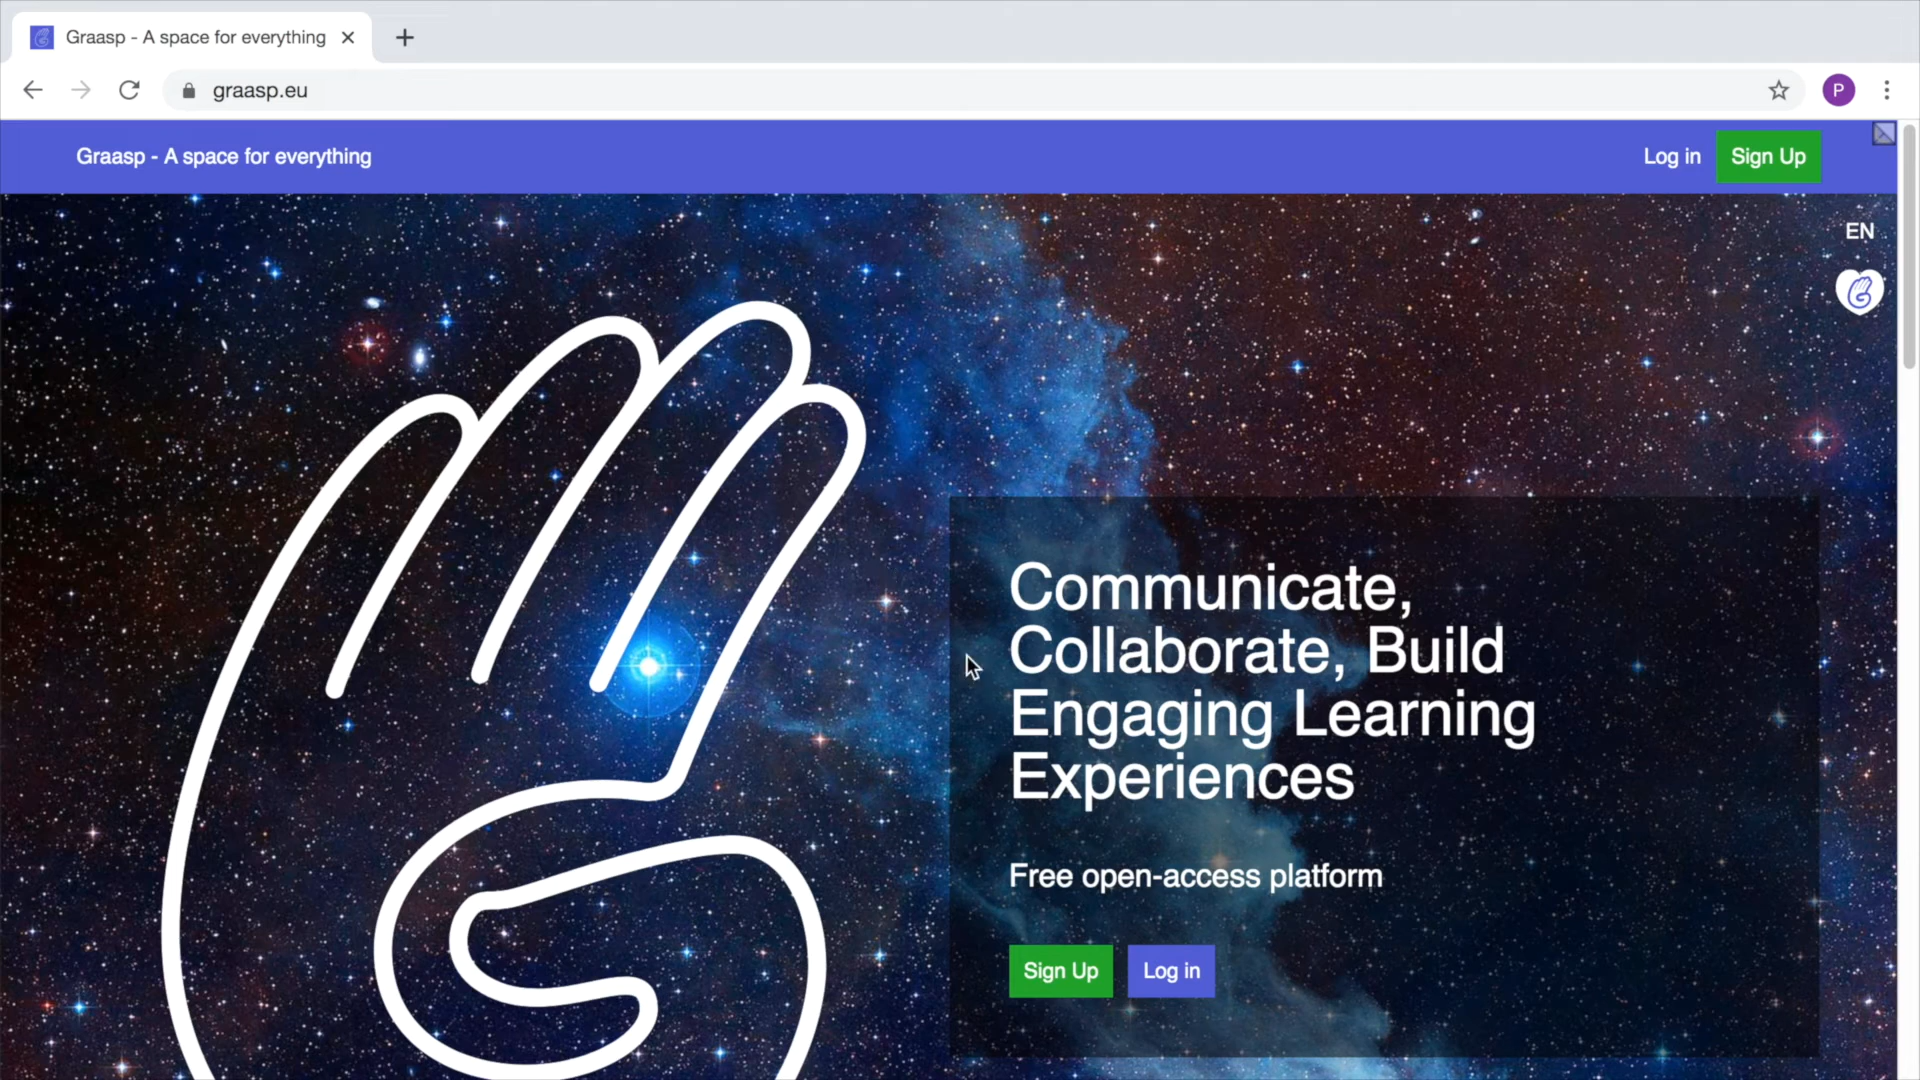 Graasp - A space for everything
graasp.eu
P
Graasp - A space for everything
Log in
Sign Up
EN
Communicate,
Collaborate, Build
Engaging Learning
Experiences
Free open-access platform
Sign Up
Log in